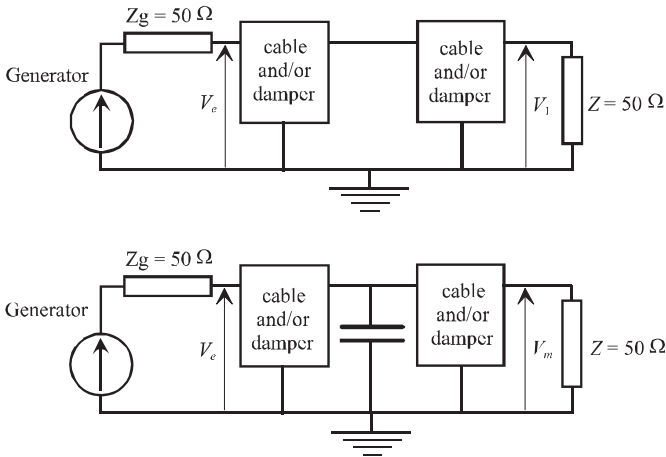 Zg = 50 Ω
Generator
V_e
cable
and/or
damper
cable
and/or
damper
V_1
Z = 50 Ω
Zg = 50 Ω
Generator
V_e
cable
and/or
damper
cable
and/or
damper
V_m
Z = 50 Ω